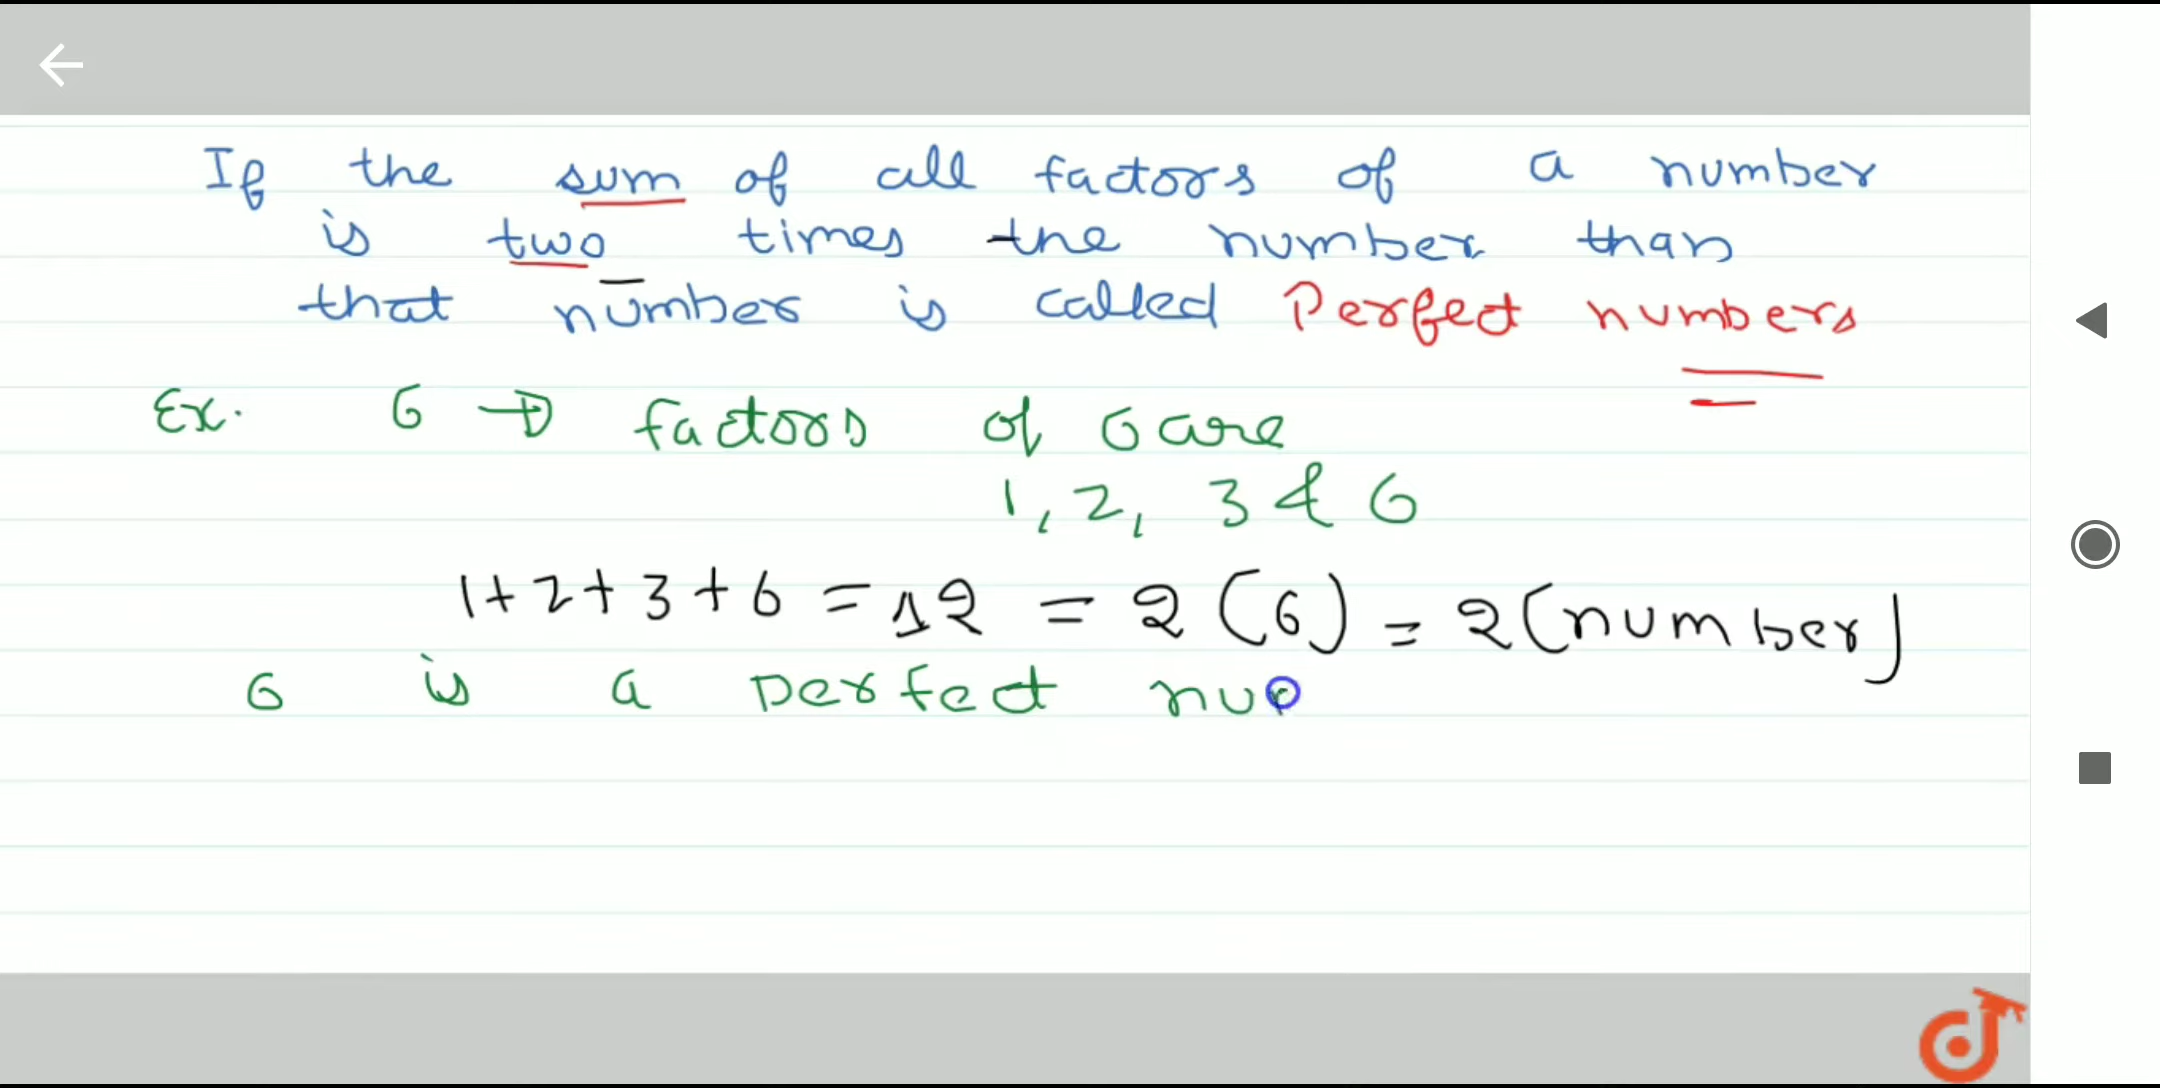 If the sum of all factors of a number
is two times the number than
that number is called Perfect numbers
Ex. 6 → factors of 6 are
1, 2, 3 & 6
1+2+3+6 = 12 = 2(6) = 2(number)
6 is a perfect nu